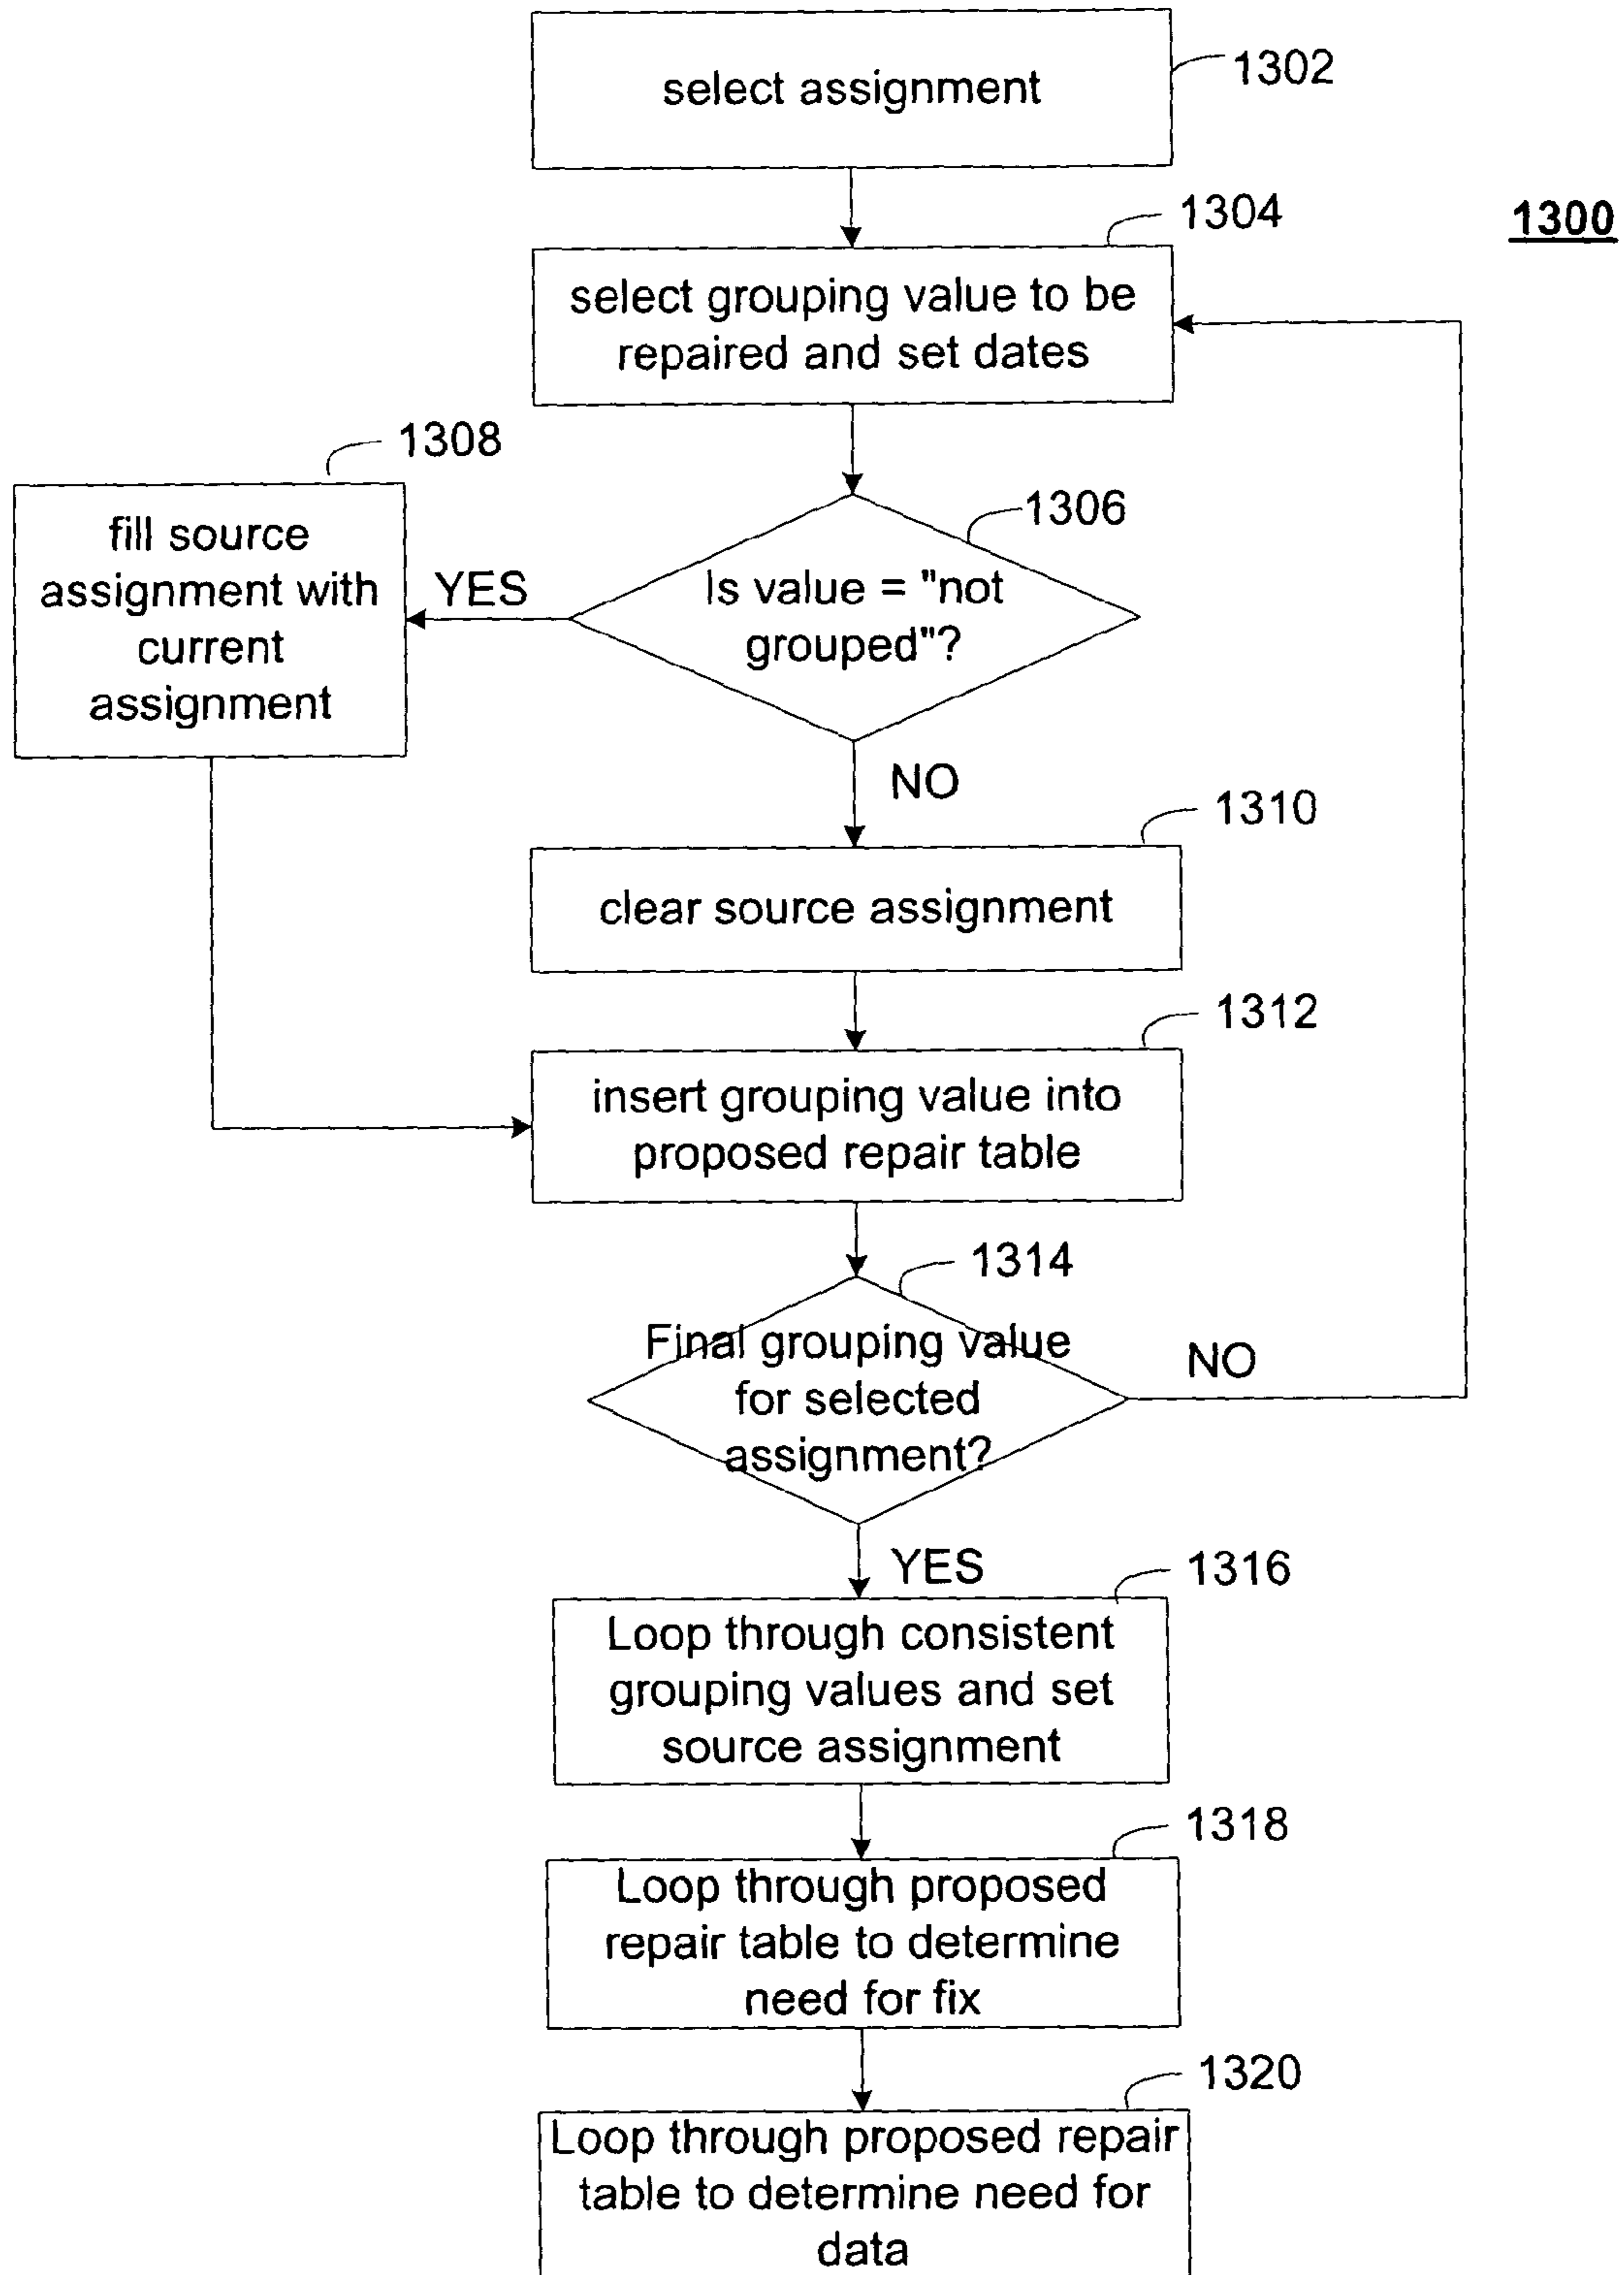 select assignment
1302
1304
1300
select grouping value to be
repaired and set dates
1308
1306
fill source
assignment with
current
assignment
YES
Is value = "not
grouped"?
NO
1310
clear source assignment
1312
insert grouping value into
proposed repair table
1314
Final grouping value
for selected
assignment?
NO
YES
1316
Loop through consistent
grouping values and set
source assignment
1318
Loop through proposed
repair table to determine
need for fix
1320
Loop through proposed repair
table to determine need for
data